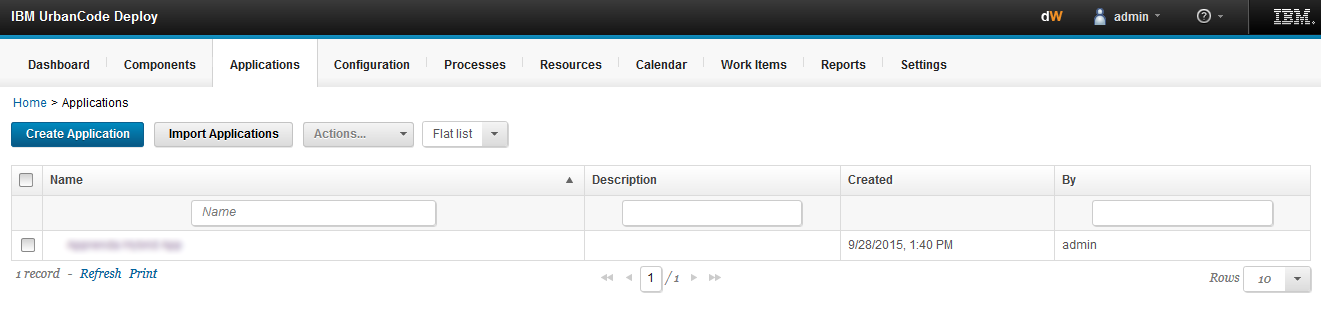 IBM UrbanCode Deploy dW admin IBM.
Dashboard Components Applications Configuration Processes Resources Calendar Work Items Reports Settings
Home > Applications
Create Application Import Applications Actions... Flat list
Name Description Created By
Name
9/28/2015, 1:40 PM admin
1 record - Refresh Print 1 / 1 Rows 10